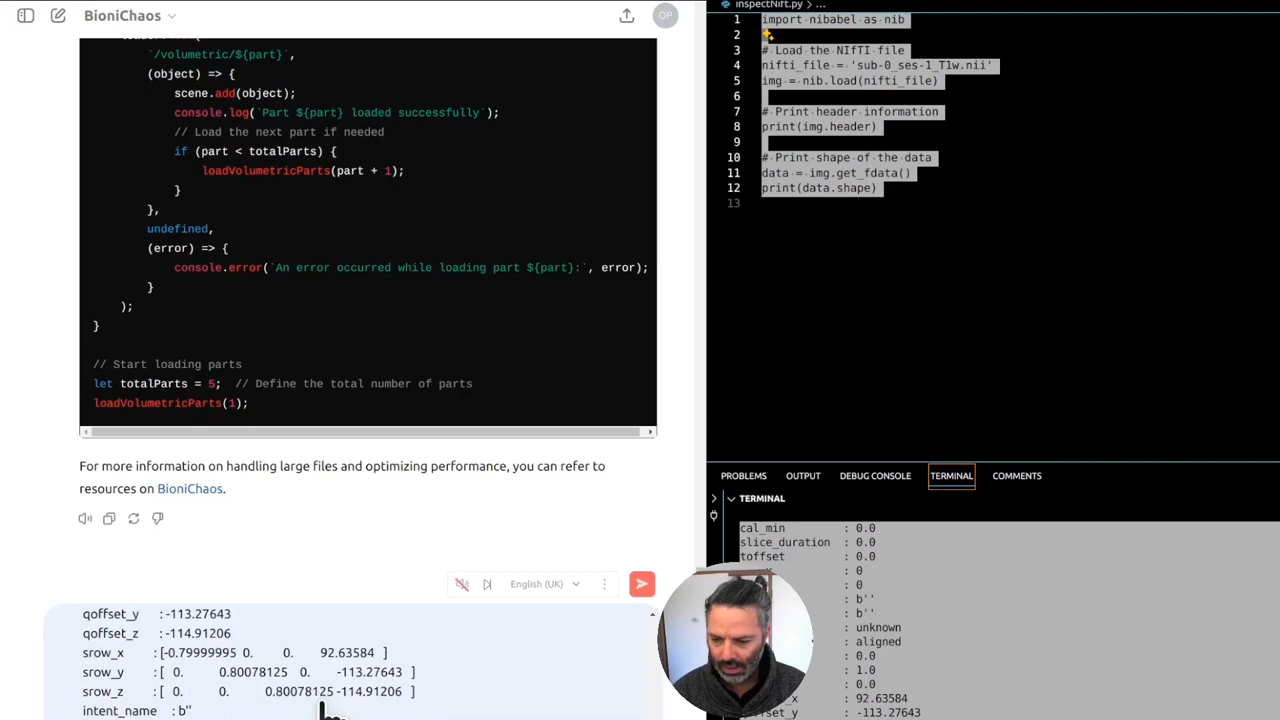 BioniChaos
OP
`/volumetric/${part}`,
(object) => {
scene.add(object);
console.log(`Part ${part} loaded successfully`);
// Load the next part if needed
if (part < totalParts) {
loadVolumetricParts(part + 1);
}
},
undefined,
(error) => {
console.error(`An error occurred while loading part ${part}:`, error);
}
);
}
// Start loading parts
let totalParts = 5; // Define the total number of parts
loadVolumetricParts(1);
For more information on handling large files and optimizing performance, you can refer to
resources on BioniChaos.
English (UK)
qoffset_y : -113.27643
qoffset_z : -114.91206
srow_x : [-0.79999995 0. 0. 92.63584 ]
srow_y : [ 0. 0.80078125 0. -113.27643 ]
srow_z : [ 0. 0. 0.80078125 -114.91206 ]
intent_name : b''
inspectNift.py > ...
1 import nibabel as nib
2
3 # Load the NIfTI file
4 nifti_file = 'sub-0_ses-1_T1w.nii'
5 img = nib.load(nifti_file)
6
7 # Print header information
8 print(img.header)
9
10 # Print shape of the data
11 data = img.get_fdata()
12 print(data.shape)
13
PROBLEMS OUTPUT DEBUG CONSOLE TERMINAL COMMENTS
TERMINAL
cal_min : 0.0
slice_duration : 0.0
toffset : 0.0
: 0
: 0
: b''
: b''
: unknown
: aligned
: 0.0
: 1.0
: 0.0
: 92.63584
: -113.27643